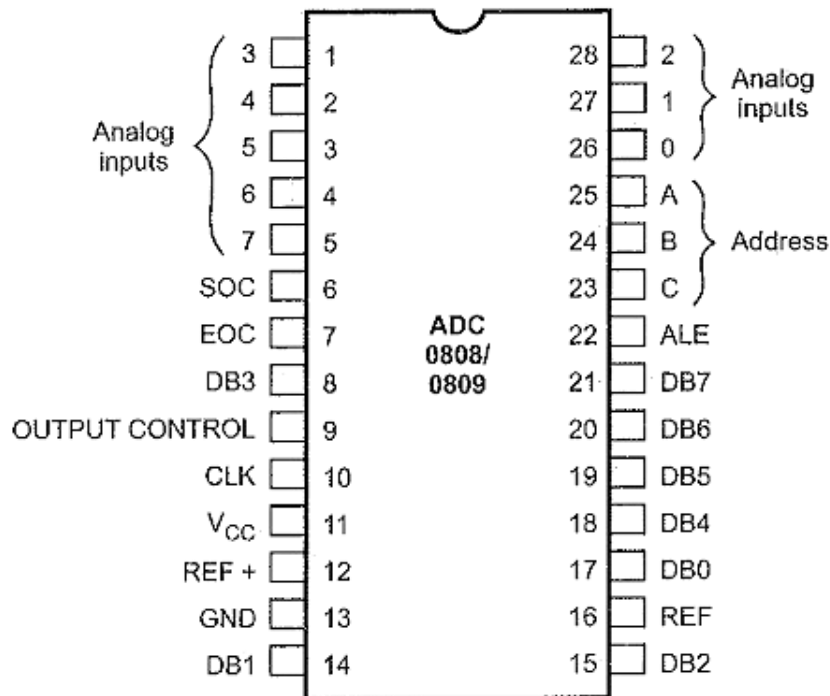 3 1 28 2
4 2 27 1
Analog inputs
5 3 26 0
Analog inputs
6 4 25 A
7 5 24 B
Address
SOC 6 23 C
EOC 7 22 ALE
ADC 0808/ 0809
DB3 8 21 DB7
OUTPUT CONTROL 9 20 DB6
CLK 10 19 DB5
VCC 11 18 DB4
REF + 12 17 DB0
GND 13 16 REF
DB1 14 15 DB2